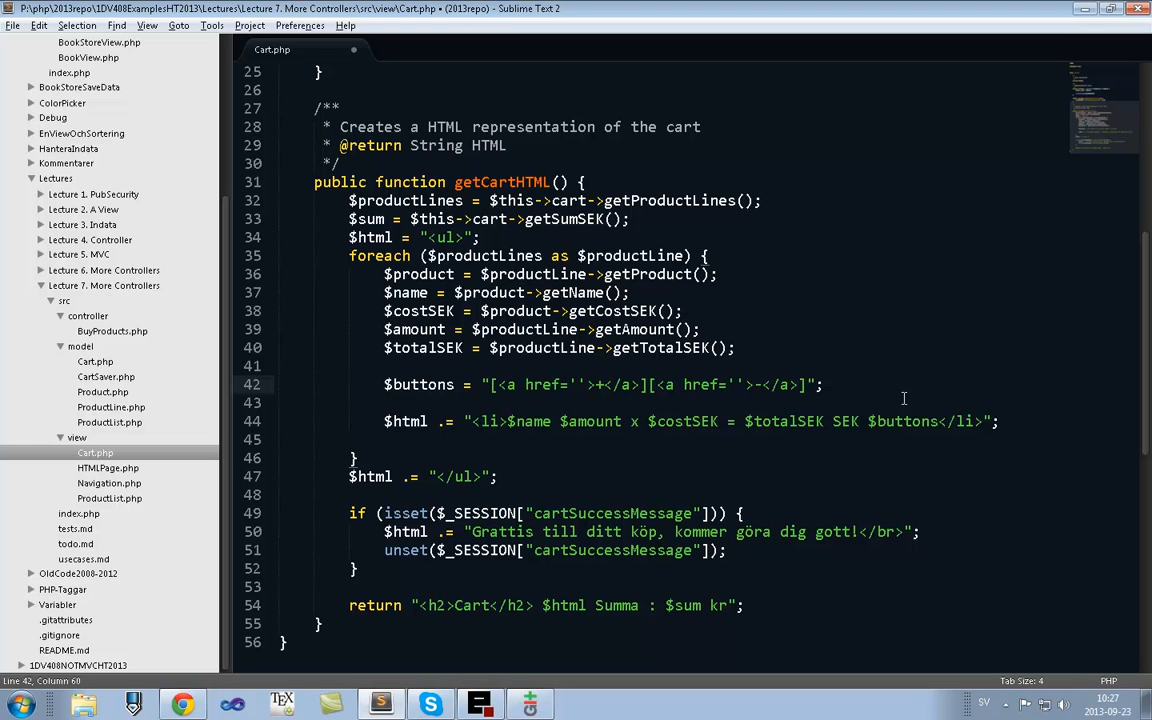 P:\php\2013repo\1DV408ExamplesHT2013\Lectures\Lecture 7. More Controllers\src\view\Cart.php • (2013repo) - Sublime Text 2
File Edit Selection Find View Goto Tools Project Preferences Help
BookStoreView.php
BookView.php
index.php
BookStoreSaveData
ColorPicker
Debug
EnViewOchSortering
HanteraIndata
Kommentarer
Lectures
Lecture 1. PubSecurity
Lecture 2. A View
Lecture 3. Indata
Lecture 4. Controller
Lecture 5. MVC
Lecture 6. More Controllers
Lecture 7. More Controllers
src
controller
BuyProducts.php
model
Cart.php
CartSaver.php
Product.php
ProductLine.php
ProductList.php
view
Cart.php
HTMLPage.php
Navigation.php
ProductList.php
index.php
tests.md
todo.md
usecases.md
OldCode2008-2012
PHP-Taggar
Variabler
.gitattributes
.gitignore
README.md
1DV408NOTMVCHT2013
Cart.php
25 }
26
27 /**
28 * Creates a HTML representation of the cart
29 * @return String HTML
30 */
31 public function getCartHTML() {
32 $productLines = $this->cart->getProductLines();
33 $sum = $this->cart->getSumSEK();
34 $html = "<ul>";
35 foreach ($productLines as $productLine) {
36 $product = $productLine->getProduct();
37 $name = $product->getName();
38 $costSEK = $product->getCostSEK();
39 $amount = $productLine->getAmount();
40 $totalSEK = $productLine->getTotalSEK();
41
42 $buttons = "[<a href=''>+</a>][<a href=''>-</a>]";
43
44 $html .= "<li>$name $amount x $costSEK = $totalSEK SEK $buttons</li>";
45
46 }
47 $html .= "</ul>";
48
49 if (isset($_SESSION["cartSuccessMessage"])) {
50 $html .= "Grattis till ditt köp, kommer göra dig gott!</br>";
51 unset($_SESSION["cartSuccessMessage"]);
52 }
53
54 return "<h2>Cart</h2> $html Summa : $sum kr";
55 }
56 }
Line 42, Column 60
Tab Size: 4 PHP
SV
10:27
2013-09-23